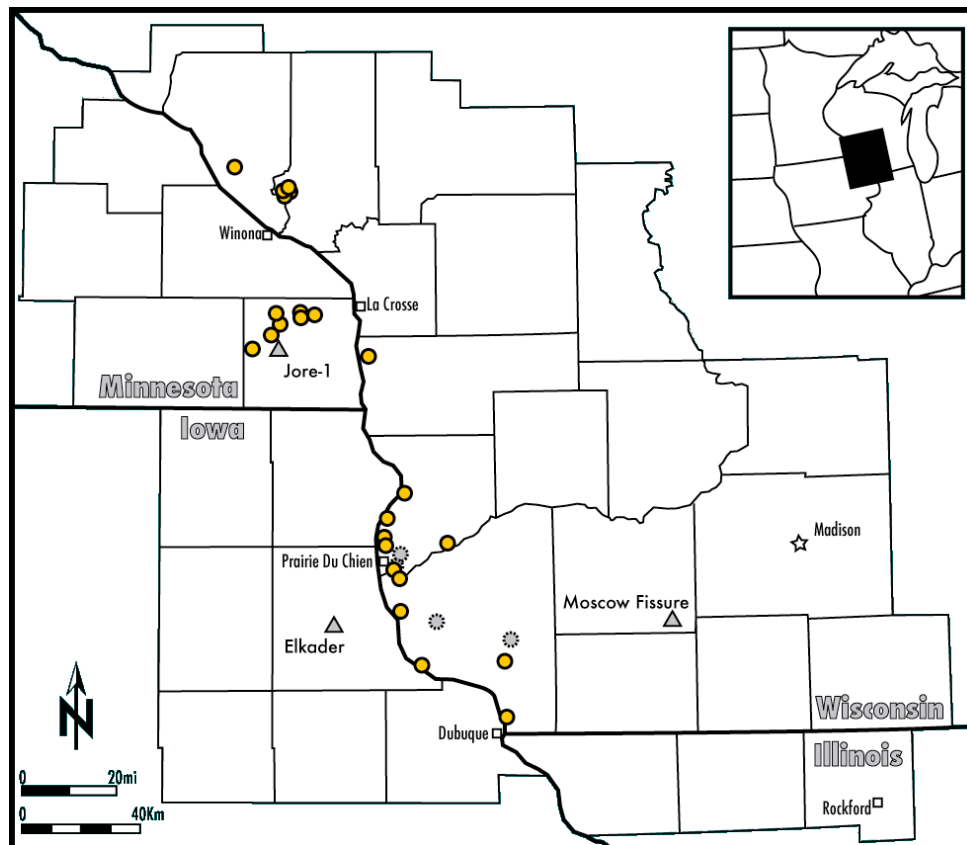 Winona
La Crosse
Jore-1
Minnesota
Iowa
Madison
Prairie Du Chien
Moscow Fissure
Elkader
N
Wisconsin
Dubuque
Illinois
0 20mi
Rockford
0 40Km